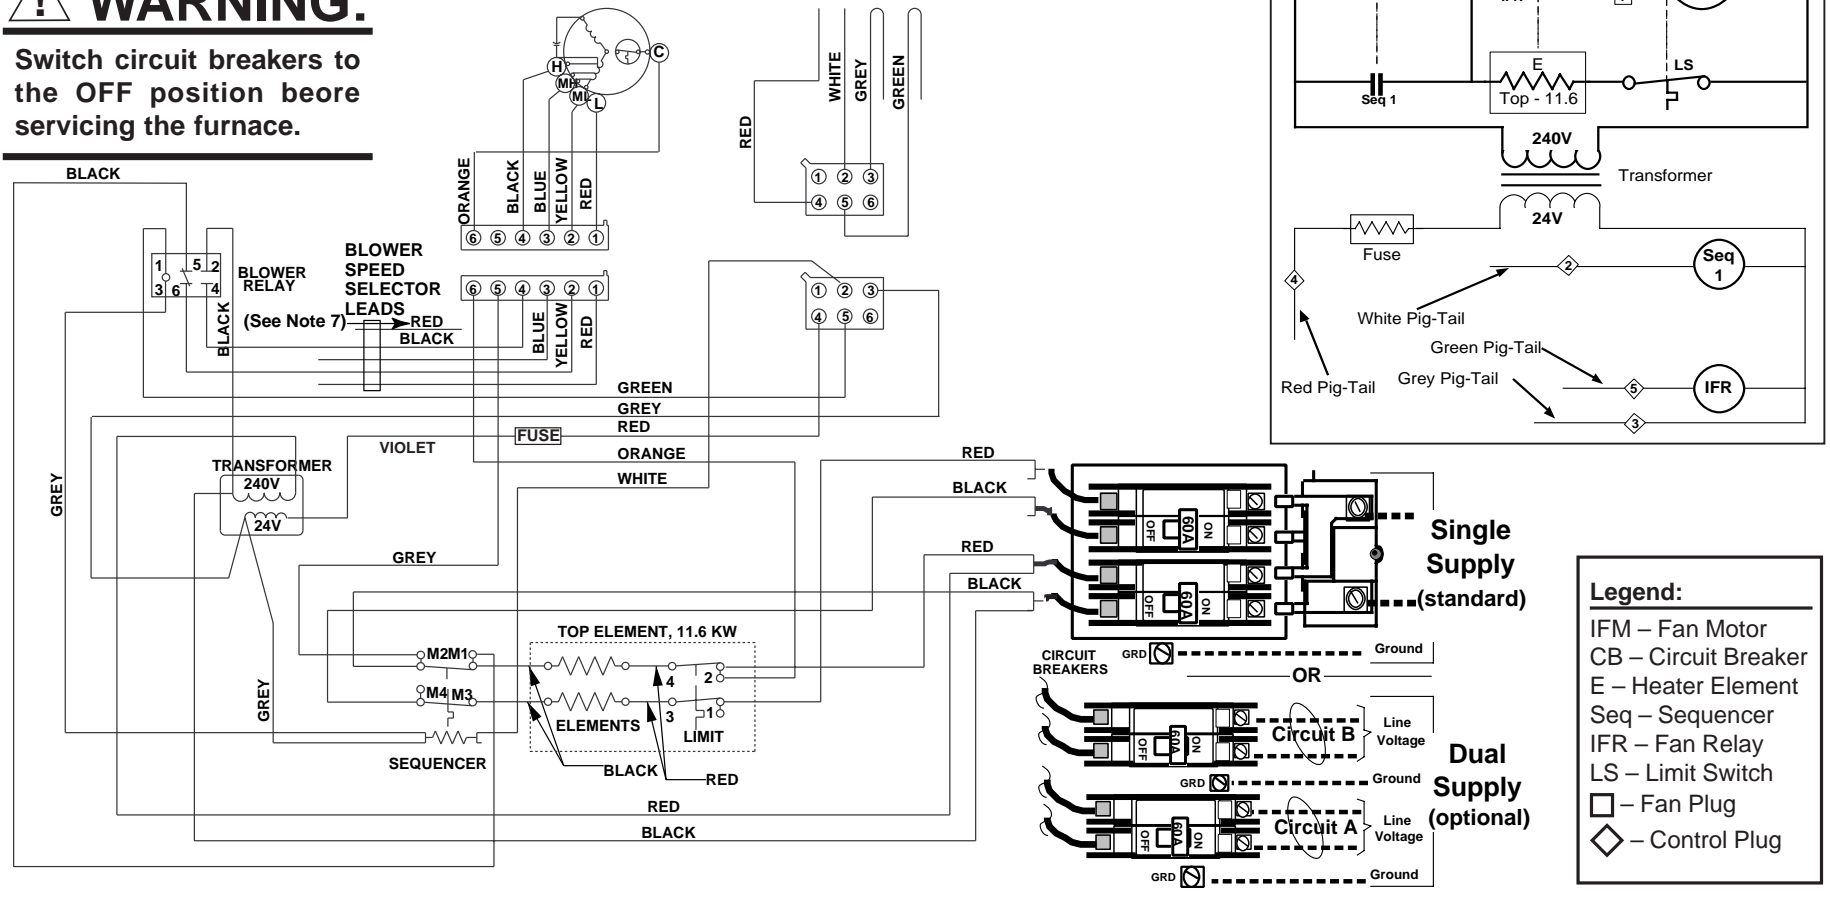 WARNING:
Switch circuit breakers to
the OFF position beore
servicing the furnace.
BLACK
H
MH
ML
L
C
ORANGE
BLACK
BLUE
YELLOW
RED
6 5 4 3 2 1
RED
WHITE
GREY
GREEN
1 2 3
4 5 6
1 5 2
3 6 4
BLOWER
RELAY
BLACK
BLOWER
SPEED
SELECTOR
LEADS
(See Note 7)
RED
BLACK
6 5 4 3 2 1
BLUE
YELLOW
RED
1 2 3
4 5 6
GREEN
GREY
RED
FUSE
VIOLET
ORANGE
WHITE
TRANSFORMER
240V
24V
GREY
GREY
GREY
M2 M1
M4 M3
SEQUENCER
TOP ELEMENT, 11.6 KW
4 2
3 1
ELEMENTS
LIMIT
BLACK
RED
RED
BLACK
RED
BLACK
RED
BLACK
OFF 60A ON
OFF 60A ON
Single
Supply
(standard)
GRD
Ground
CIRCUIT
BREAKERS
OR
OFF 60A ON
Circuit B
Line
Voltage
GRD
Ground
Dual
Supply
(optional)
OFF 60A ON
Circuit A
Line
Voltage
GRD
Ground
Seq 1
E
Top - 11.6
LS
240V
Transformer
24V
Fuse
4
2
Seq
1
White Pig-Tail
Green Pig-Tail
Red Pig-Tail
Grey Pig-Tail
5
IFR
3
Legend:
IFM – Fan Motor
CB – Circuit Breaker
E – Heater Element
Seq – Sequencer
IFR – Fan Relay
LS – Limit Switch
– Fan Plug
– Control Plug